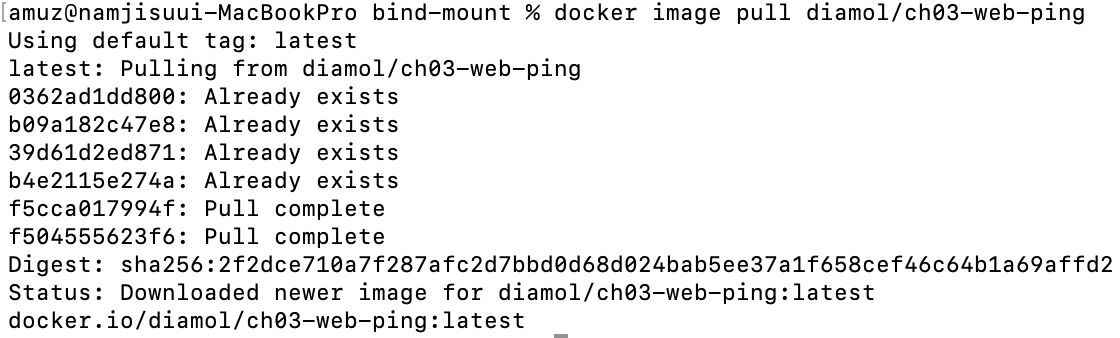 [amuz@namjisuui-MacBookPro bind-mount % docker image pull diamol/ch03-web-ping
Using default tag: latest
latest: Pulling from diamol/ch03-web-ping
0362ad1dd800: Already exists
b09a182c47e8: Already exists
39d61d2ed871: Already exists
b4e2115e274a: Already exists
f5cca017994f: Pull complete
f504555623f6: Pull complete
Digest: sha256:2f2dce710a7f287afc2d7bbd0d68d024bab5ee37a1f658cef46c64b1a69affd2
Status: Downloaded newer image for diamol/ch03-web-ping:latest
docker.io/diamol/ch03-web-ping:latest